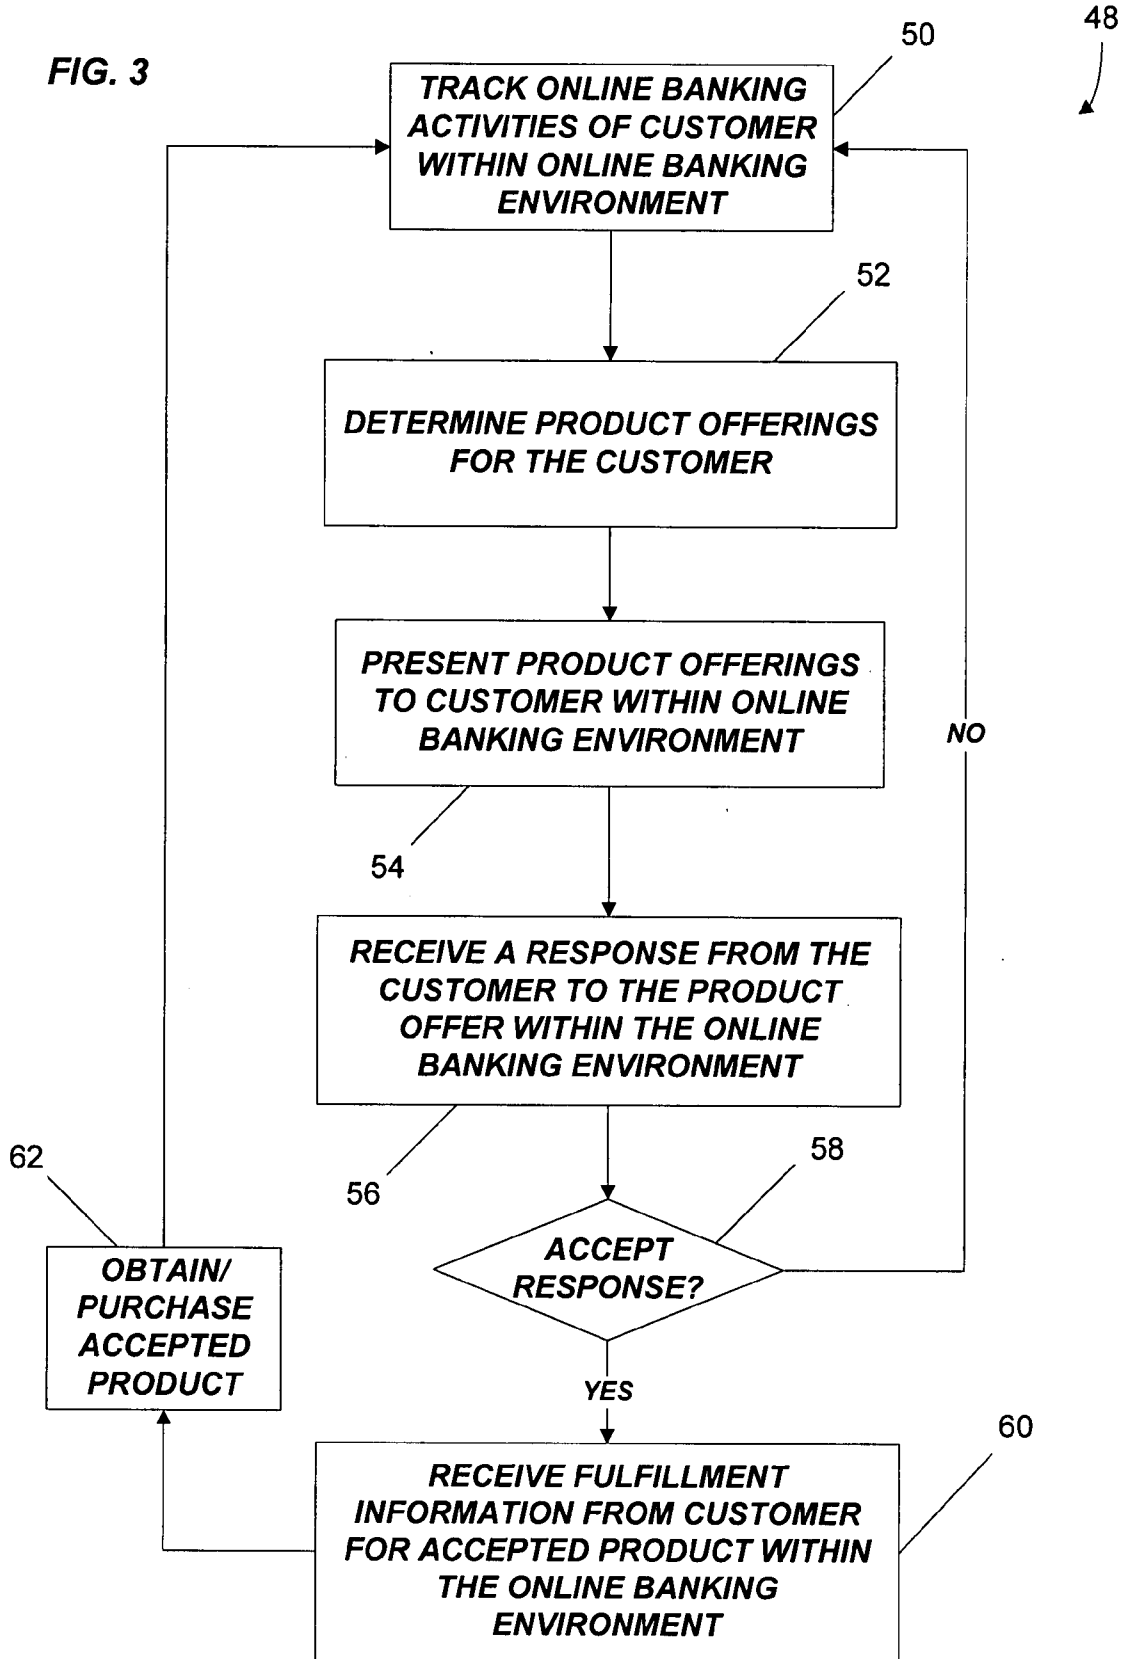 48
50
FIG. 3
TRACK ONLINE BANKING
ACTIVITIES OF CUSTOMER
WITHIN ONLINE BANKING
ENVIRONMENT
52
DETERMINE PRODUCT OFFERINGS
FOR THE CUSTOMER
PRESENT PRODUCT OFFERINGS
TO CUSTOMER WITHIN ONLINE
BANKING ENVIRONMENT
NO
54
RECEIVE A RESPONSE FROM THE
CUSTOMER TO THE PRODUCT
OFFER WITHIN THE ONLINE
BANKING ENVIRONMENT
56
58
ACCEPT
RESPONSE?
62
OBTAIN/
PURCHASE
ACCEPTED
PRODUCT
YES
60
RECEIVE FULFILLMENT
INFORMATION FROM CUSTOMER
FOR ACCEPTED PRODUCT WITHIN
THE ONLINE BANKING
ENVIRONMENT